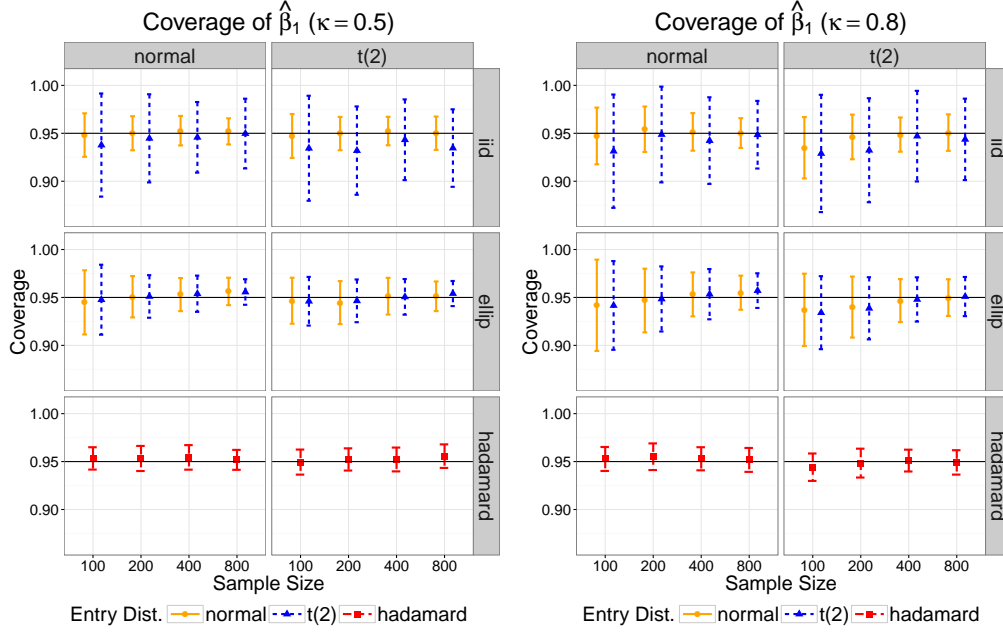 Coverage of β̂₁ (κ = 0.5)
normal
t(2)
1.00
0.95
0.90
iid
1.00
0.95
0.90
ellip
1.00
0.95
0.90
hadamard
Coverage
100 200 400 800
100 200 400 800
Sample Size
Entry Dist. normal t(2) hadamard
Coverage of β̂₁ (κ = 0.8)
normal
t(2)
1.00
0.95
0.90
iid
1.00
0.95
0.90
ellip
1.00
0.95
0.90
hadamard
Coverage
100 200 400 800
100 200 400 800
Sample Size
Entry Dist. normal t(2) hadamard